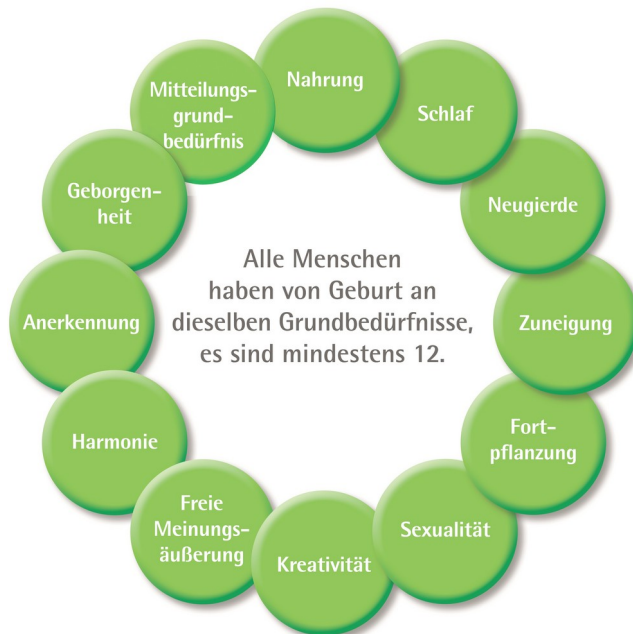 Nahrung
Schlaf
Neugierde
Zuneigung
Fort-
pflanzung
Sexualität
Kreativität
Freie
Meinungs-
äußerung
Harmonie
Anerkennung
Geborgen-
heit
Mitteilungs-
grund-
bedürfnis
Alle Menschen
haben von Geburt an
dieselben Grundbedürfnisse,
es sind mindestens 12.